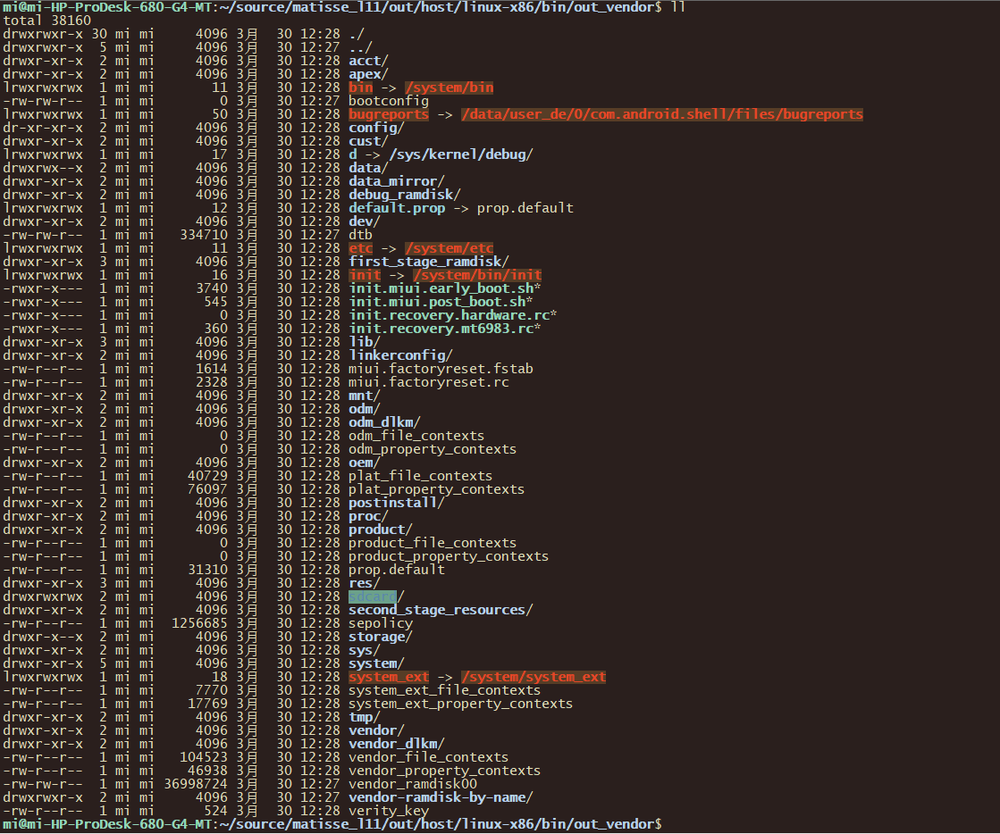 mi@mi-HP-ProDesk-680-G4-MT:~/source/matisse_l11/out/host/linux-x86/bin/out_vendor$ ll
total 38160
drwxrwxr-x 30 mi mi     4096 3月  30 12:28 ./
drwxrwxr-x  5 mi mi     4096 3月  30 12:27 ../
drwxr-xr-x  2 mi mi     4096 3月  30 12:28 acct/
drwxr-xr-x  2 mi mi     4096 3月  30 12:28 apex/
lrwxrwxrwx  1 mi mi       11 3月  30 12:28 bin -> /system/bin
-rw-rw-r--  1 mi mi        0 3月  30 12:27 bootconfig
lrwxrwxrwx  1 mi mi       50 3月  30 12:28 bugreports -> /data/user_de/0/com.android.shell/files/bugreports
dr-xr-xr-x  2 mi mi     4096 3月  30 12:28 config/
drwxr-xr-x  2 mi mi     4096 3月  30 12:28 cust/
lrwxrwxrwx  1 mi mi       17 3月  30 12:28 d -> /sys/kernel/debug/
drwxrwx--x  2 mi mi     4096 3月  30 12:28 data/
drwxr-xr-x  2 mi mi     4096 3月  30 12:28 data_mirror/
drwxr-xr-x  2 mi mi     4096 3月  30 12:28 debug_ramdisk/
lrwxrwxrwx  1 mi mi       12 3月  30 12:28 default.prop -> prop.default
drwxr-xr-x  2 mi mi     4096 3月  30 12:28 dev/
-rw-rw-r--  1 mi mi   334710 3月  30 12:27 dtb
lrwxrwxrwx  1 mi mi       11 3月  30 12:28 etc -> /system/etc
drwxr-xr-x  3 mi mi     4096 3月  30 12:28 first_stage_ramdisk/
lrwxrwxrwx  1 mi mi       16 3月  30 12:28 init -> /system/bin/init
-rwxr-x---  1 mi mi     3740 3月  30 12:28 init.miui.early_boot.sh*
-rwxr-x---  1 mi mi      545 3月  30 12:28 init.miui.post_boot.sh*
-rwxr-x---  1 mi mi        0 3月  30 12:28 init.recovery.hardware.rc*
-rwxr-x---  1 mi mi      360 3月  30 12:28 init.recovery.mt6983.rc*
drwxr-xr-x  3 mi mi     4096 3月  30 12:28 lib/
drwxr-xr-x  2 mi mi     4096 3月  30 12:28 linkerconfig/
-rw-r--r--  1 mi mi     1614 3月  30 12:28 miui.factoryreset.fstab
-rw-r--r--  1 mi mi     2328 3月  30 12:28 miui.factoryreset.rc
drwxr-xr-x  2 mi mi     4096 3月  30 12:28 mnt/
drwxr-xr-x  2 mi mi     4096 3月  30 12:28 odm/
drwxr-xr-x  2 mi mi     4096 3月  30 12:28 odm_dlkm/
-rw-r--r--  1 mi mi        0 3月  30 12:28 odm_file_contexts
-rw-r--r--  1 mi mi        0 3月  30 12:28 odm_property_contexts
drwxr-xr-x  2 mi mi     4096 3月  30 12:28 oem/
-rw-r--r--  1 mi mi    40729 3月  30 12:28 plat_file_contexts
-rw-r--r--  1 mi mi    76097 3月  30 12:28 plat_property_contexts
drwxr-xr-x  2 mi mi     4096 3月  30 12:28 postinstall/
drwxr-xr-x  2 mi mi     4096 3月  30 12:28 proc/
drwxr-xr-x  2 mi mi     4096 3月  30 12:28 product/
-rw-r--r--  1 mi mi        0 3月  30 12:28 product_file_contexts
-rw-r--r--  1 mi mi        0 3月  30 12:28 product_property_contexts
-rw-r--r--  1 mi mi    31310 3月  30 12:28 prop.default
drwxr-xr-x  3 mi mi     4096 3月  30 12:28 res/
drwxrwxrwx  2 mi mi     4096 3月  30 12:28 sdcard/
drwxr-xr-x  2 mi mi     4096 3月  30 12:28 second_stage_resources/
-rw-r--r--  1 mi mi  1256685 3月  30 12:28 sepolicy
drwxr-x--x  2 mi mi     4096 3月  30 12:28 storage/
drwxr-xr-x  2 mi mi     4096 3月  30 12:28 sys/
drwxr-xr-x  5 mi mi     4096 3月  30 12:28 system/
lrwxrwxrwx  1 mi mi       18 3月  30 12:28 system_ext -> /system/system_ext
-rw-r--r--  1 mi mi     7770 3月  30 12:28 system_ext_file_contexts
-rw-r--r--  1 mi mi    17769 3月  30 12:28 system_ext_property_contexts
drwxr-xr-x  2 mi mi     4096 3月  30 12:28 tmp/
drwxr-xr-x  2 mi mi     4096 3月  30 12:28 vendor/
drwxr-xr-x  2 mi mi     4096 3月  30 12:28 vendor_dlkm/
-rw-r--r--  1 mi mi   104523 3月  30 12:28 vendor_file_contexts
-rw-r--r--  1 mi mi    46938 3月  30 12:28 vendor_property_contexts
-rw-rw-r--  1 mi mi 36998724 3月  30 12:27 vendor_ramdisk00
drwxr-xr-x  2 mi mi     4096 3月  30 12:28 vendor-ramdisk-by-name/
-rw-r--r--  1 mi mi      524 3月  30 12:28 verity_key
mi@mi-HP-ProDesk-680-G4-MT:~/source/matisse_l11/out/host/linux-x86/bin/out_vendor$